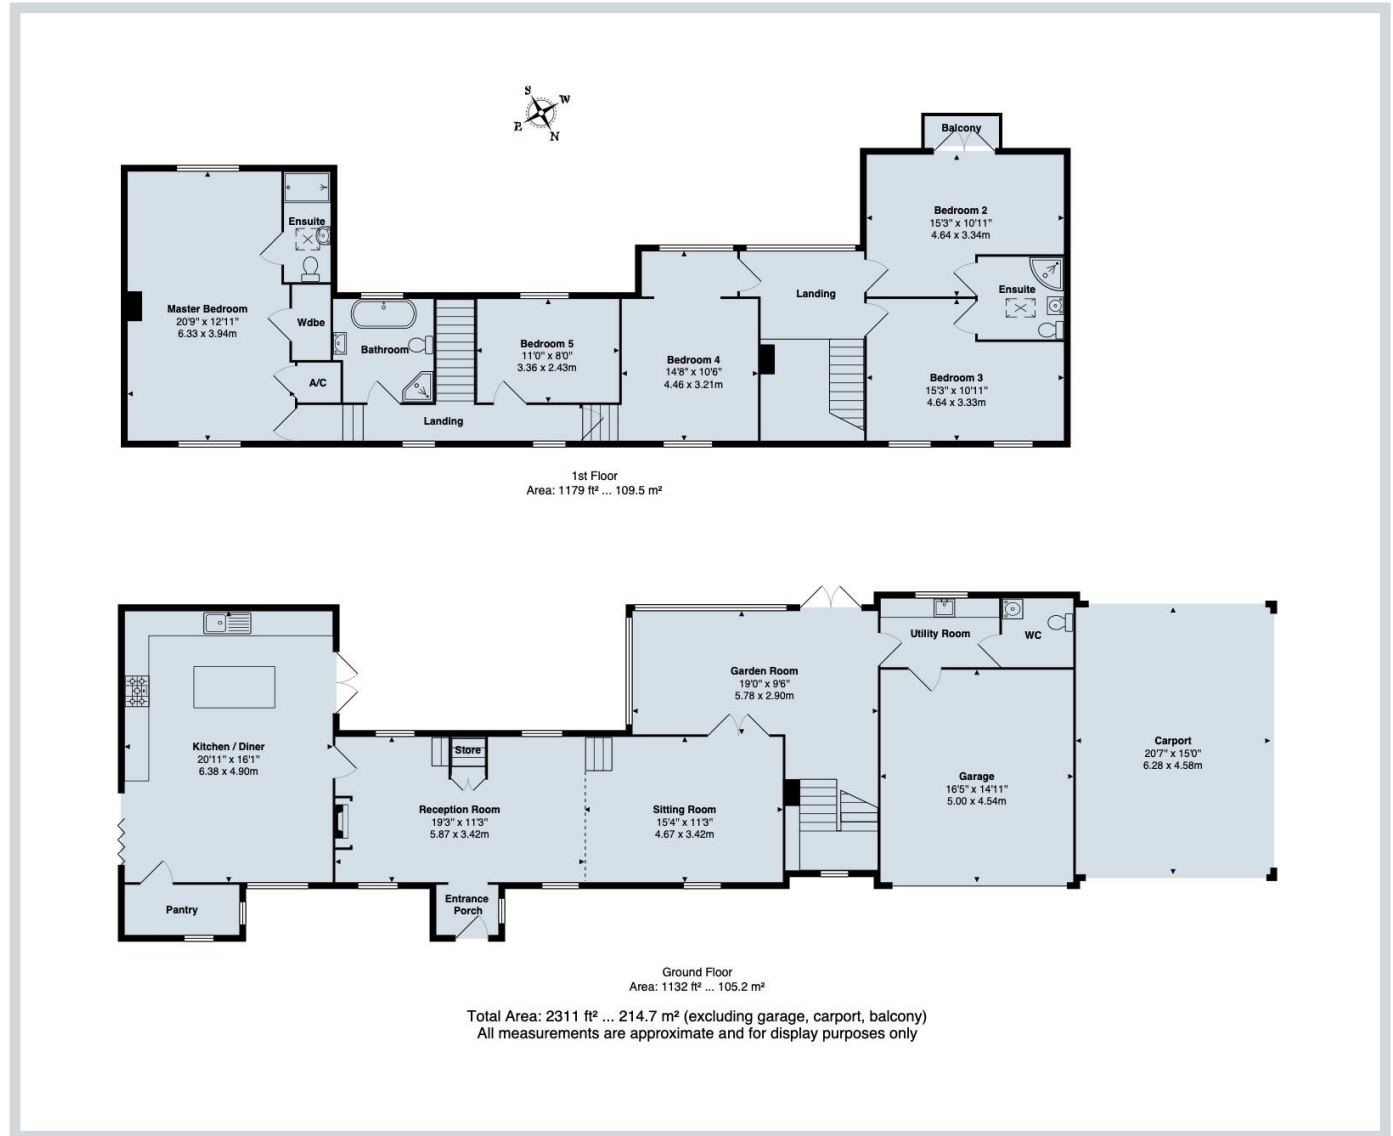 S
W
E
N
Balcony
Bedroom 2
15'3" x 10'11"
4.64 x 3.34m
Ensuite
Ensuite
Landing
Master Bedroom
20'9" x 12'11"
6.33 x 3.94m
Wdbe
Bathroom
Bedroom 5
11'0" x 8'0"
3.36 x 2.43m
Bedroom 4
14'8" x 10'6"
4.46 x 3.21m
Bedroom 3
15'3" x 10'11"
4.64 x 3.33m
A/C
Landing
1st Floor
Area: 1179 ft² ... 109.5 m²
Utility Room
WC
Garden Room
19'0" x 9'6"
5.78 x 2.90m
Kitchen / Diner
20'11" x 16'1"
6.38 x 4.90m
Store
Carport
20'7" x 15'0"
6.28 x 4.58m
Garage
16'5" x 14'11"
5.00 x 4.54m
Reception Room
19'3" x 11'3"
5.87 x 3.42m
Sitting Room
15'4" x 11'3"
4.67 x 3.42m
Pantry
Entrance
Porch
Ground Floor
Area: 1132 ft² ... 105.2 m²
Total Area: 2311 ft² ... 214.7 m² (excluding garage, carport, balcony)
All measurements are approximate and for display purposes only